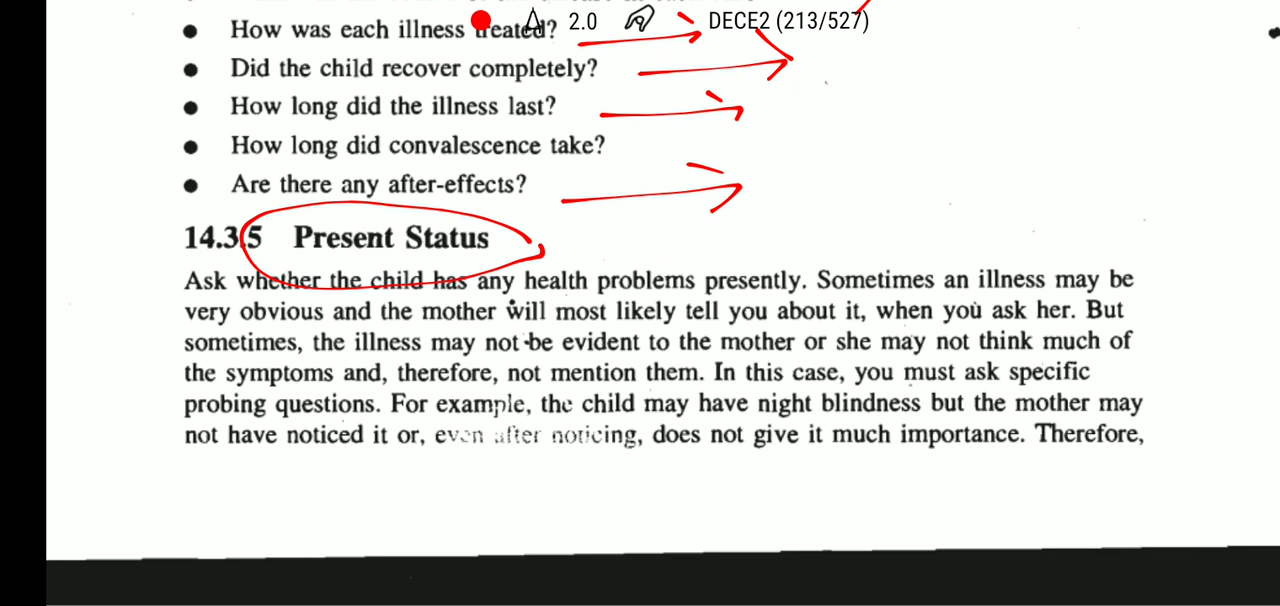 • How was each illness treated?
2.0
DECE2 (213/527)
• Did the child recover completely?
• How long did the illness last?
• How long did convalescence take?
• Are there any after-effects?
14.3.5 Present Status
Ask whether the child has any health problems presently. Sometimes an illness may be
very obvious and the mother will most likely tell you about it, when you ask her. But
sometimes, the illness may not be evident to the mother or she may not think much of
the symptoms and, therefore, not mention them. In this case, you must ask specific
probing questions. For example, the child may have night blindness but the mother may
not have noticed it or, even after noticing, does not give it much importance. Therefore,